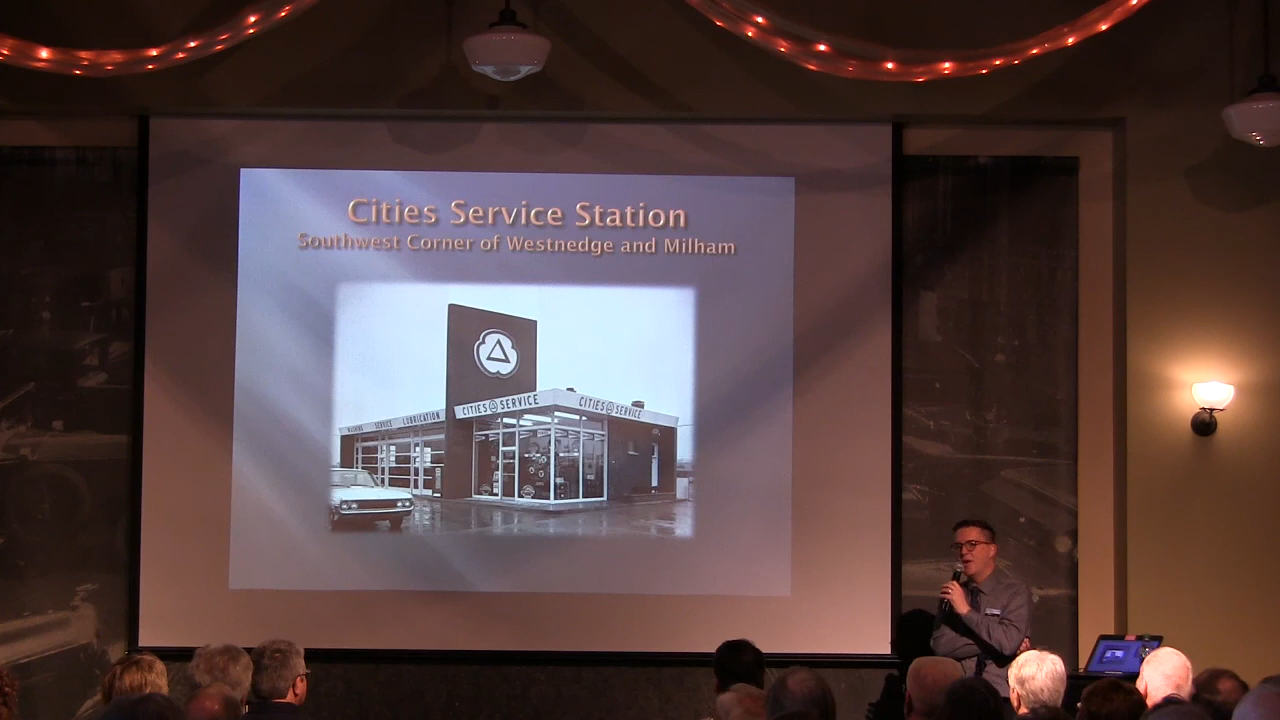 Cities Service Station
Southwest Corner of Westnedge and Milham
CITIES SERVICE
CITIES SERVICE
WASHING SERVICE LUBRICATION